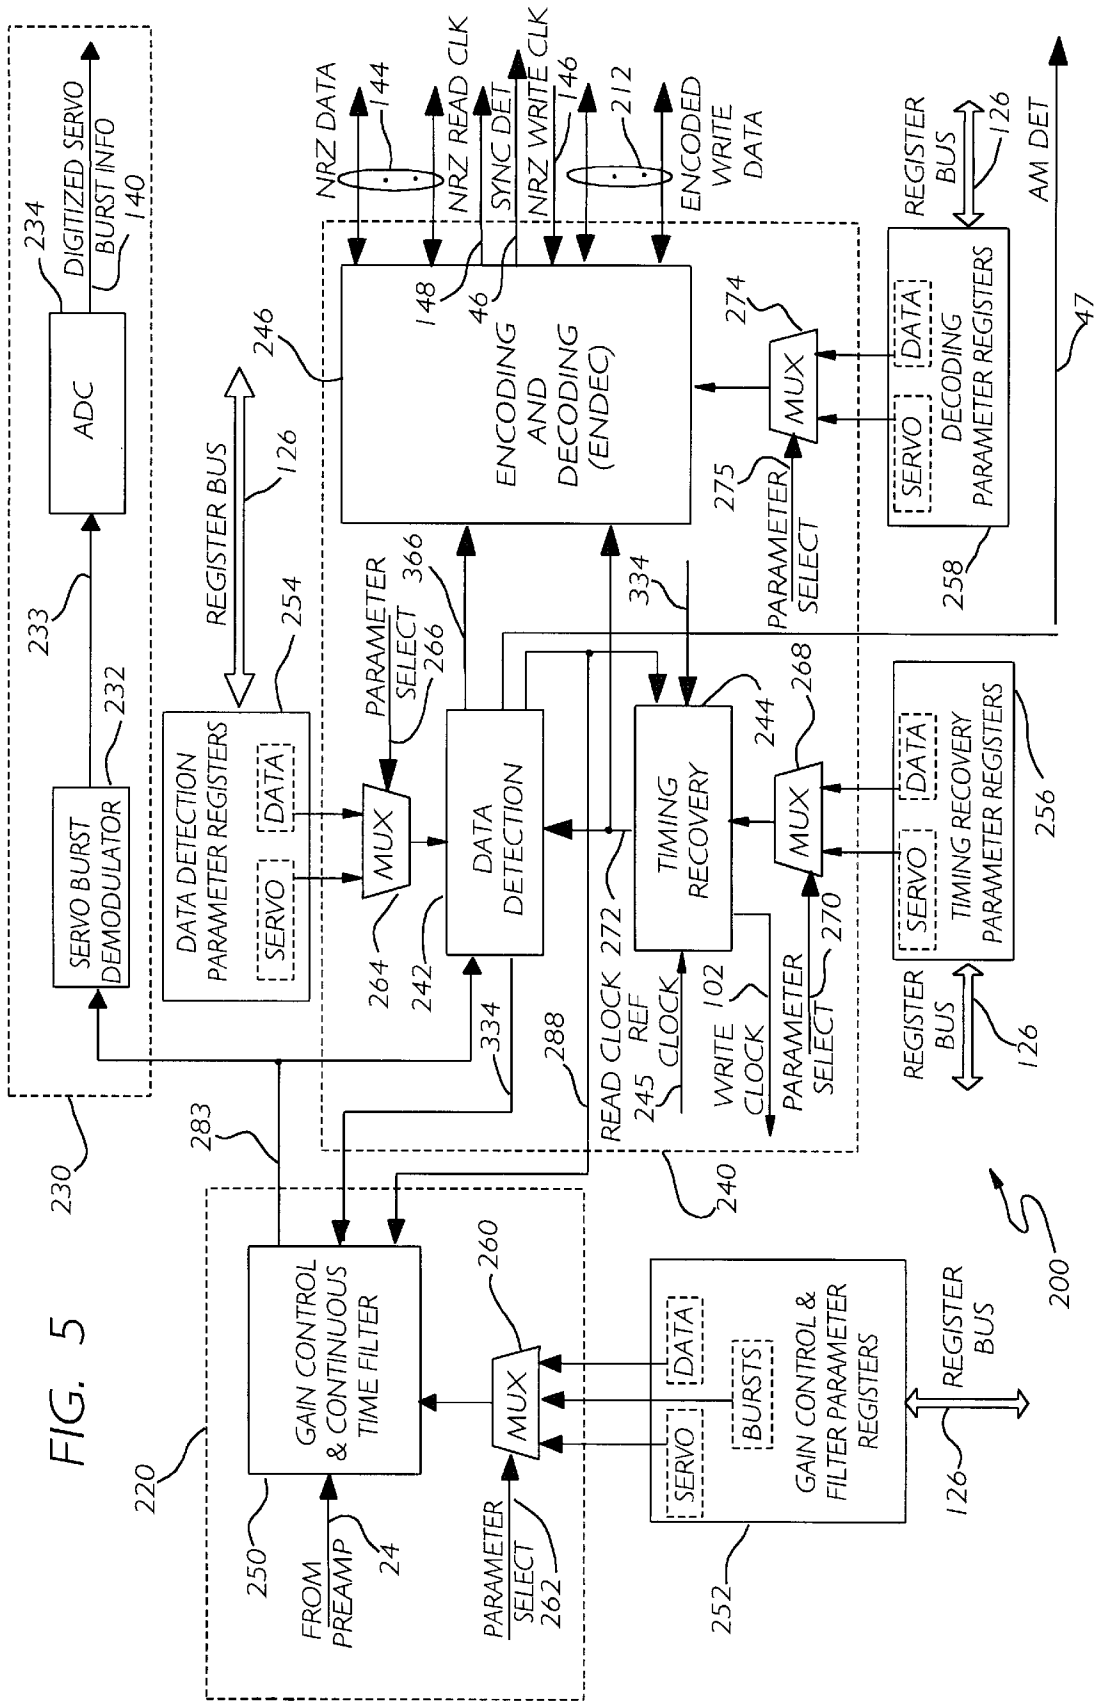 FIG. 5
230
233
234
232
SERVO BURST
DEMODULATOR
ADC
DIGITIZED SERVO
BURST INFO
140
220
283
250
GAIN CONTROL
& CONTINUOUS
TIME FILTER
FROM
PREAMP
24
PARAMETER
SELECT
262
MUX
260
252
SERVO
BURSTS
DATA
GAIN CONTROL &
FILTER PARAMETER
REGISTERS
126
REGISTER
BUS
200
DATA DETECTION
PARAMETER REGISTERS
SERVO
DATA
254
REGISTER BUS
126
246
264
MUX
PARAMETER
SELECT
266
242
DATA
DETECTION
334
366
288
READ CLOCK 272
245 REF
CLOCK
WRITE 102
CLOCK
TIMING
RECOVERY
244
334
PARAMETER
SELECT 270
MUX
268
240
SERVO
DATA
TIMING RECOVERY
PARAMETER REGISTERS
256
REGISTER
BUS
126
ENCODING
AND
DECODING
(ENDEC)
148
46
NRZ DATA
144
NRZ READ CLK
SYNC DET
NRZ WRITE CLK
146
212
ENCODED
WRITE
DATA
275
PARAMETER
SELECT
MUX
274
SERVO
DATA
DECODING
PARAMETER REGISTERS
258
REGISTER
BUS
126
47
AM DET